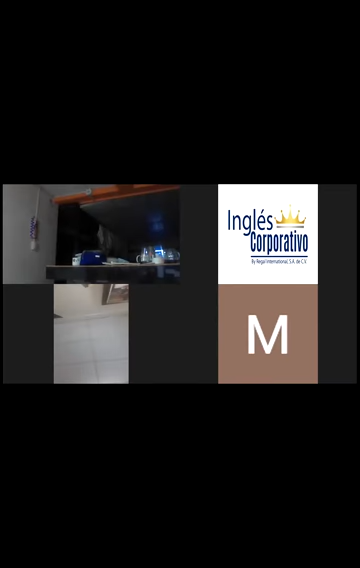 Inglés
Corporativo
By Regal International, S.A. de C.V.
M